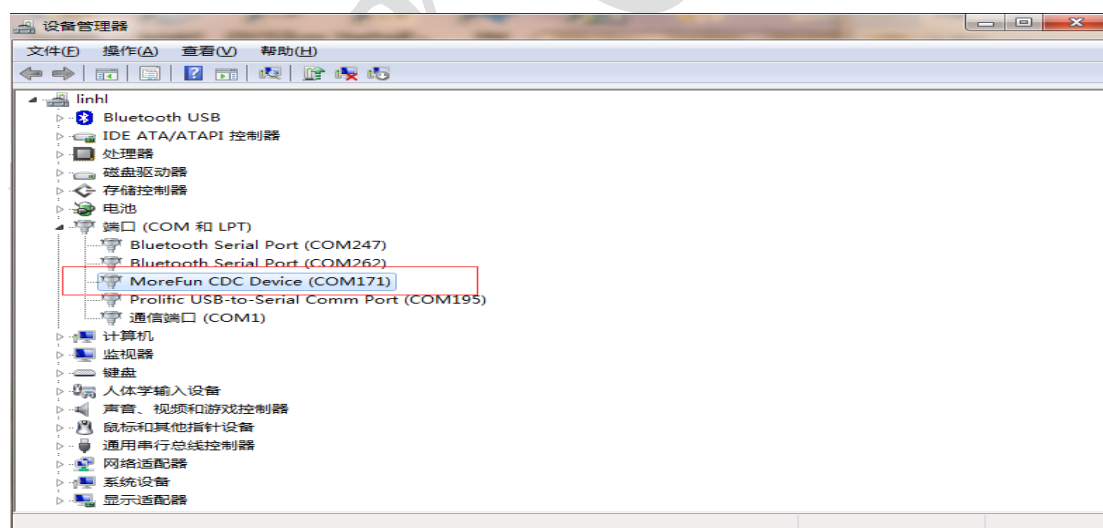 设备管理器
文件(F) 操作(A) 查看(V) 帮助(H)
linhl
Bluetooth USB
IDE ATA/ATAPI 控制器
处理器
磁盘驱动器
存储控制器
电池
端口 (COM 和 LPT)
Bluetooth Serial Port (COM247)
Bluetooth Serial Port (COM262)
MoreFun CDC Device (COM171)
Prolific USB-to-Serial Comm Port (COM195)
通信端口 (COM1)
计算机
监视器
键盘
人体学输入设备
声音、视频和游戏控制器
鼠标和其他指针设备
通用串行总线控制器
网络适配器
系统设备
显示适配器